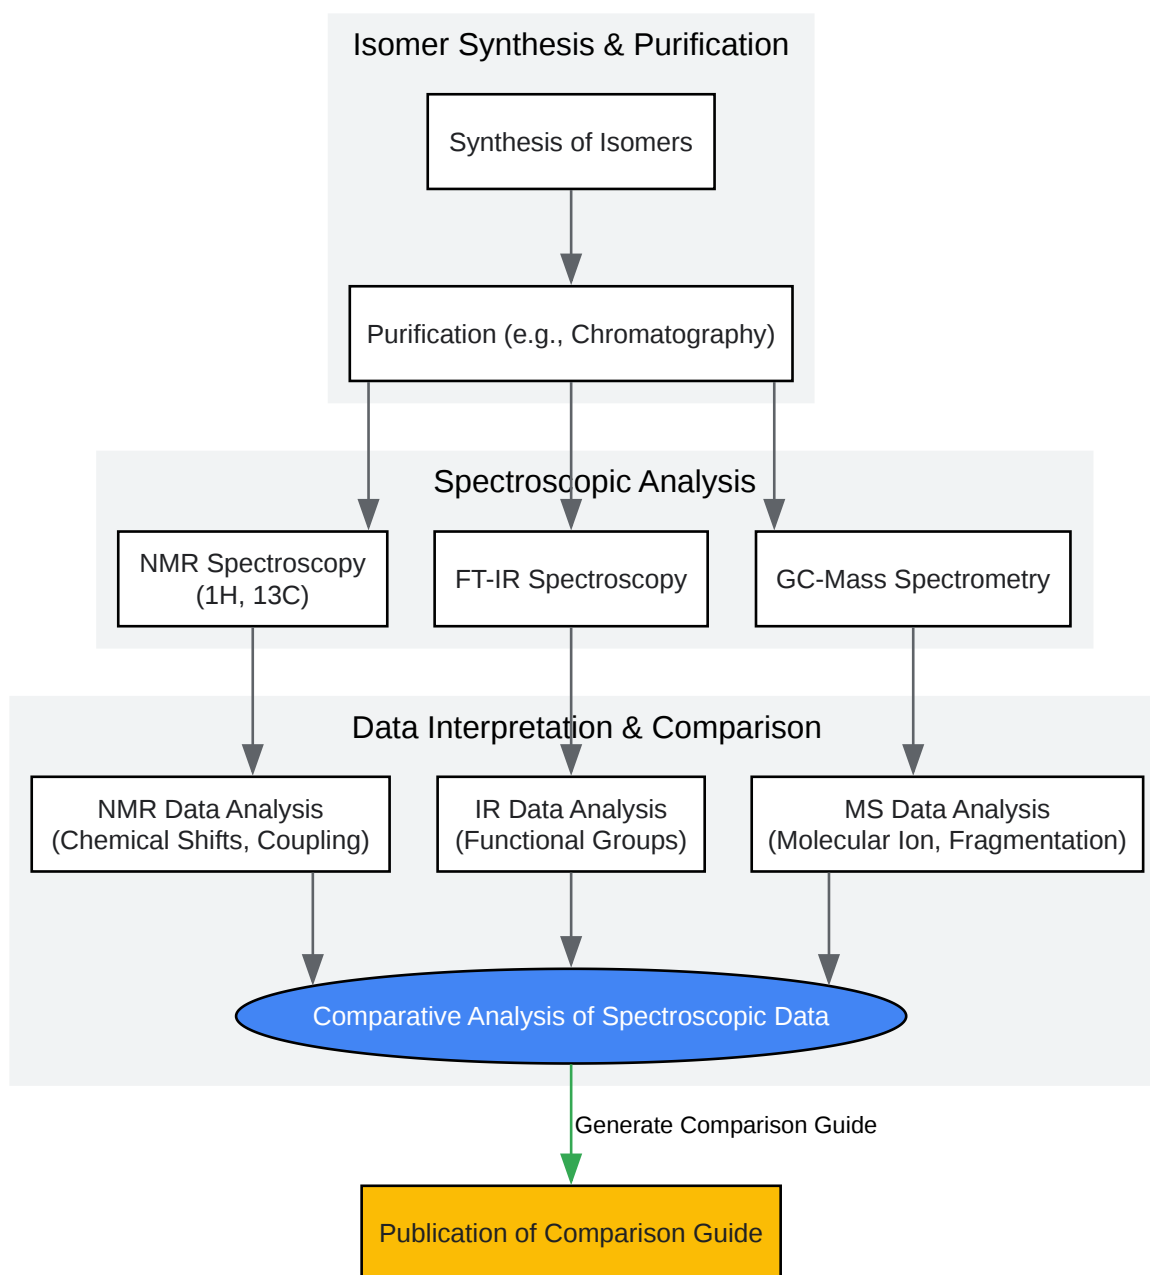 Isomer Synthesis & Purification
Synthesis of Isomers
Purification (e.g., Chromatography)
Spectroscopic Analysis
NMR Spectroscopy
(1H, 13C)
FT-IR Spectroscopy
GC-Mass Spectrometry
Data Interpretation & Comparison
NMR Data Analysis
(Chemical Shifts, Coupling)
IR Data Analysis
(Functional Groups)
MS Data Analysis
(Molecular Ion, Fragmentation)
Comparative Analysis of Spectroscopic Data
Generate Comparison Guide
Publication of Comparison Guide